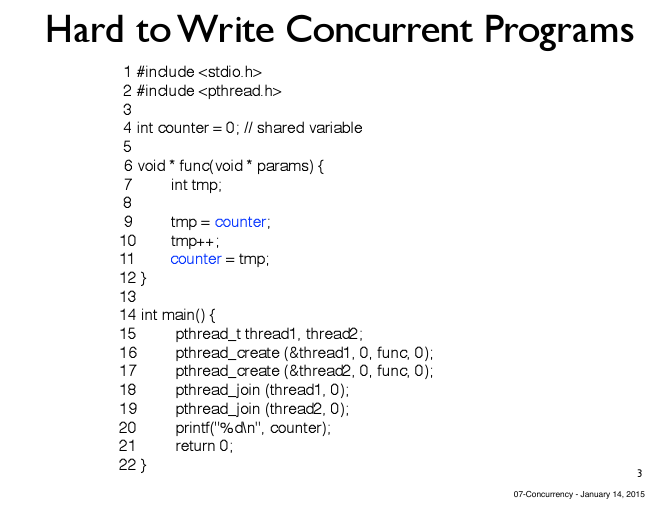 Hard to Write Concurrent Programs
1 #include <stdio.h>
2 #include <pthread.h>
3
4 int counter = 0; // shared variable
5
6 void * func(void * params) {
7 int tmp;
8
9 tmp = counter;
10 tmp++;
11 counter = tmp;
12 }
13
14 int main() {
15 pthread_t thread1, thread2;
16 pthread_create (&thread1, 0, func, 0);
17 pthread_create (&thread2, 0, func, 0);
18 pthread_join (thread1, 0);
19 pthread_join (thread2, 0);
20 printf("%d\n", counter);
21 return 0;
22 }
3
07-Concurrency - January 14, 2015